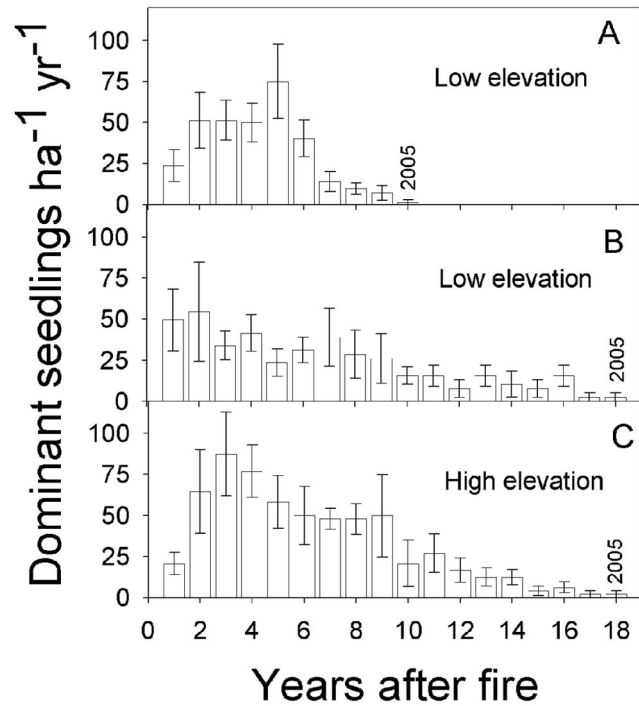 Dominant seedlings ha⁻¹ yr⁻¹
100
75
50
25
0
A
Low elevation
2005
100
75
50
25
0
B
Low elevation
2005
100
75
50
25
0
C
High elevation
2005
0 2 4 6 8 10 12 14 16 18
Years after fire